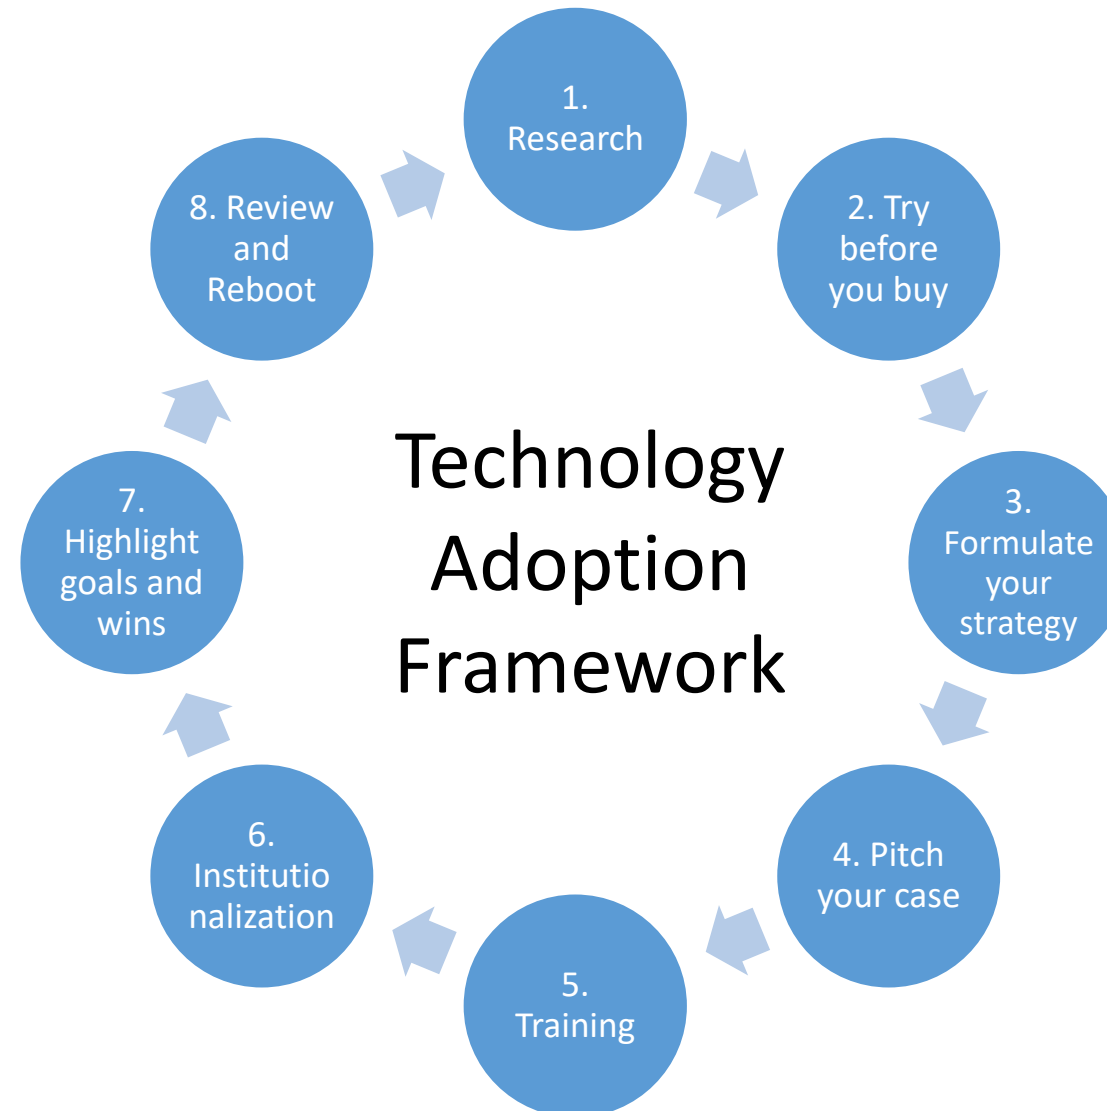 1.
Research
2. Try
before
you buy
3.
Formulate
your
strategy
4. Pitch
your case
5.
Training
6.
Institutio
nalization
7.
Highlight
goals and
wins
8. Review
and
Reboot
Technology
Adoption
Framework